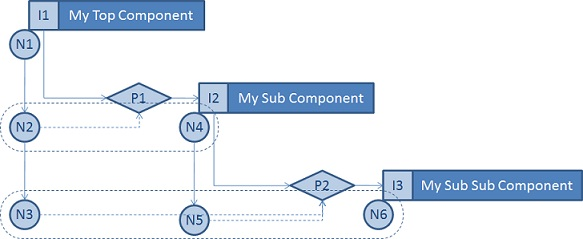 I1 My Top Component
N1
P1 I2 My Sub Component
N2 N4
P2 I3 My Sub Sub Component
N3 N5 N6